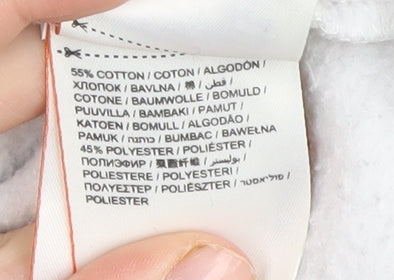 55% COTTON / COTON / ALGODÓN /
ХЛОПОК / BAVLNA / 棉 / قطن /
COTONE / BAUMWOLLE / BOMULD /
PUUVILLA / BAMBAKI / PAMUT /
KATOEN / BOMULL / ALGODÃO /
PAMUK / כותנה / BUMBAC / BAWEŁNA
45% POLYESTER / POLIÉSTER /
ПОЛИЭФИР / 聚酯纤维 / بوليستر /
POLIESTERE / POLYESTERI /
ПОЛУЕΣТЕР / POLIÉSZTER / פוליאסטר /
POLIESTER